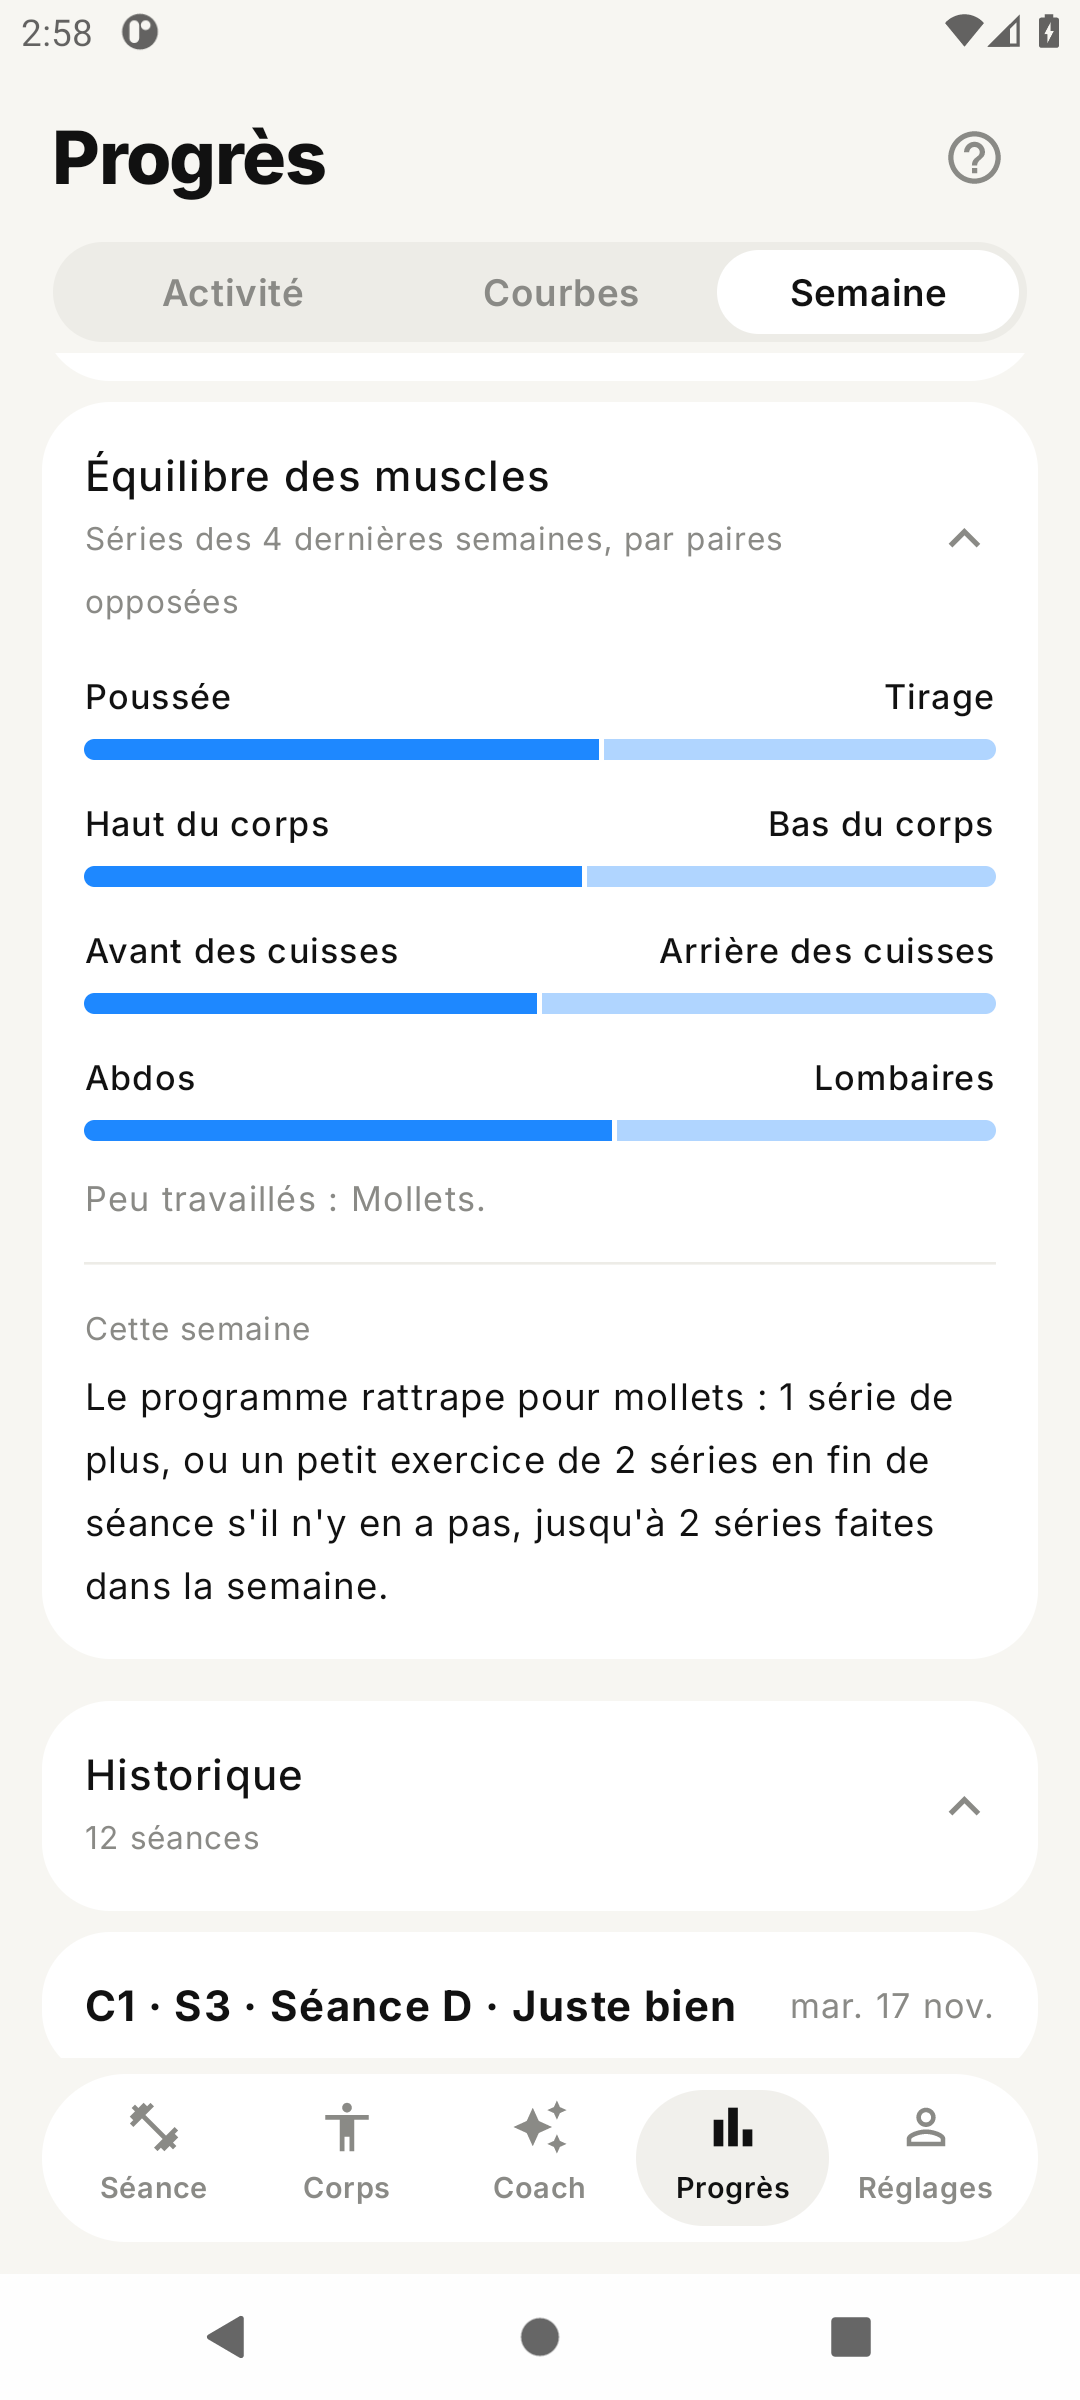 2:58
Progrès
Activité
Courbes
Semaine
Équilibre des muscles
Séries des 4 dernières semaines, par paires
opposées
Poussée
Tirage
Haut du corps
Bas du corps
Avant des cuisses
Arrière des cuisses
Abdos
Lombaires
Peu travaillés : Mollets.
Cette semaine
Le programme rattrape pour mollets : 1 série de
plus, ou un petit exercice de 2 séries en fin de
séance s'il n'y en a pas, jusqu'à 2 séries faites
dans la semaine.
Historique
12 séances
C1 · S3 · Séance D · Juste bien
mar. 17 nov.
Séance
Corps
Coach
Progrès
Réglages